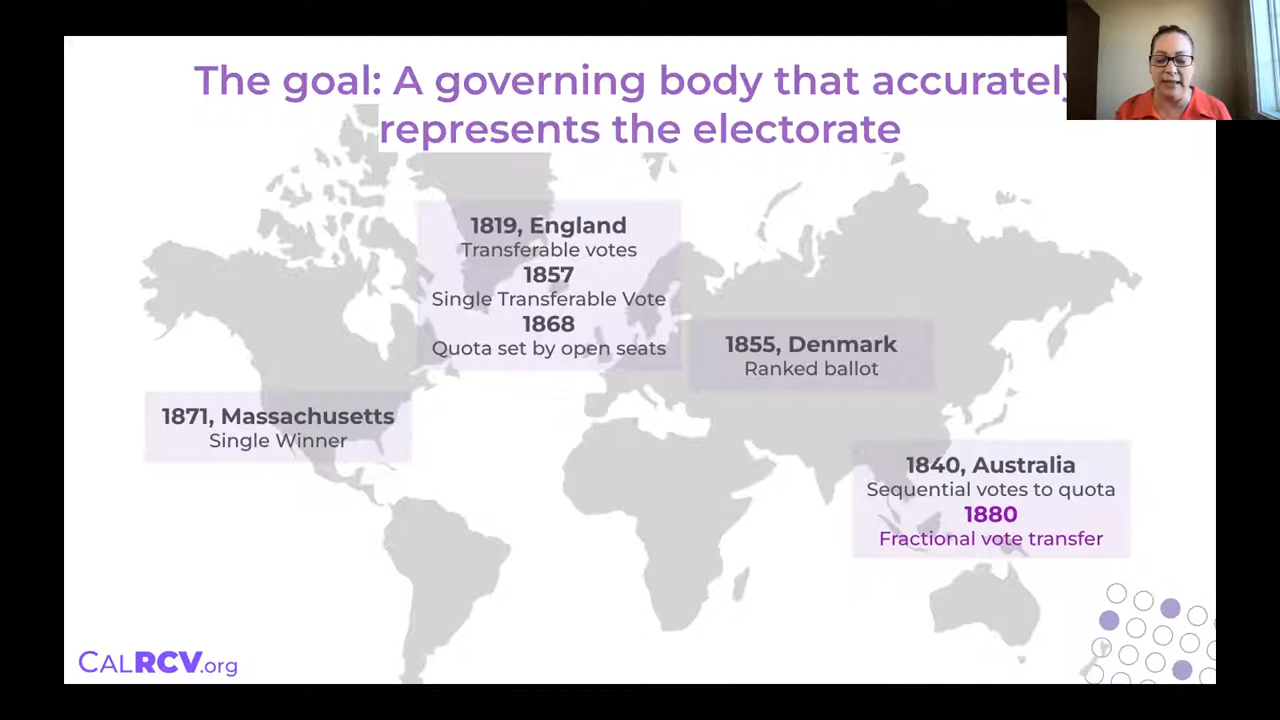 The goal: A governing body that accurately
represents the electorate
1819, England
Transferable votes
1857
Single Transferable Vote
1868
Quota set by open seats
1855, Denmark
Ranked ballot
1871, Massachusetts
Single Winner
1840, Australia
Sequential votes to quota
1880
Fractional vote transfer
CALRCV.org